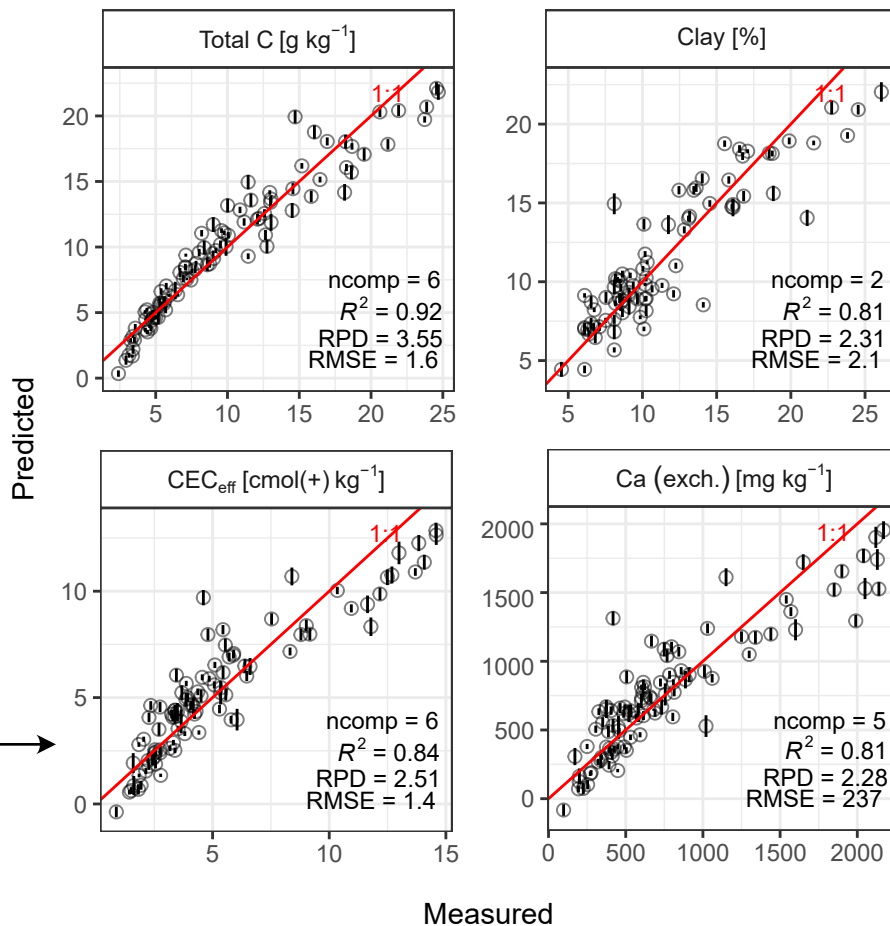 Total C [g kg⁻¹]
1:1
20
15
10
5
0
ncomp = 6
R² = 0.92
RPD = 3.55
RMSE = 1.6
5
10
15
20
25
Clay [%]
1:1
20
15
10
5
ncomp = 2
R² = 0.81
RPD = 2.31
RMSE = 2.1
5
10
15
20
25
Predicted
CECeff [cmol(+) kg⁻¹]
1:1
10
5
0
ncomp = 6
R² = 0.84
RPD = 2.51
RMSE = 1.4
5
10
15
Ca (exch.) [mg kg⁻¹]
1:1
2000
1500
1000
500
0
ncomp = 5
R² = 0.81
RPD = 2.28
RMSE = 237
0
500
1000
1500
2000
Measured